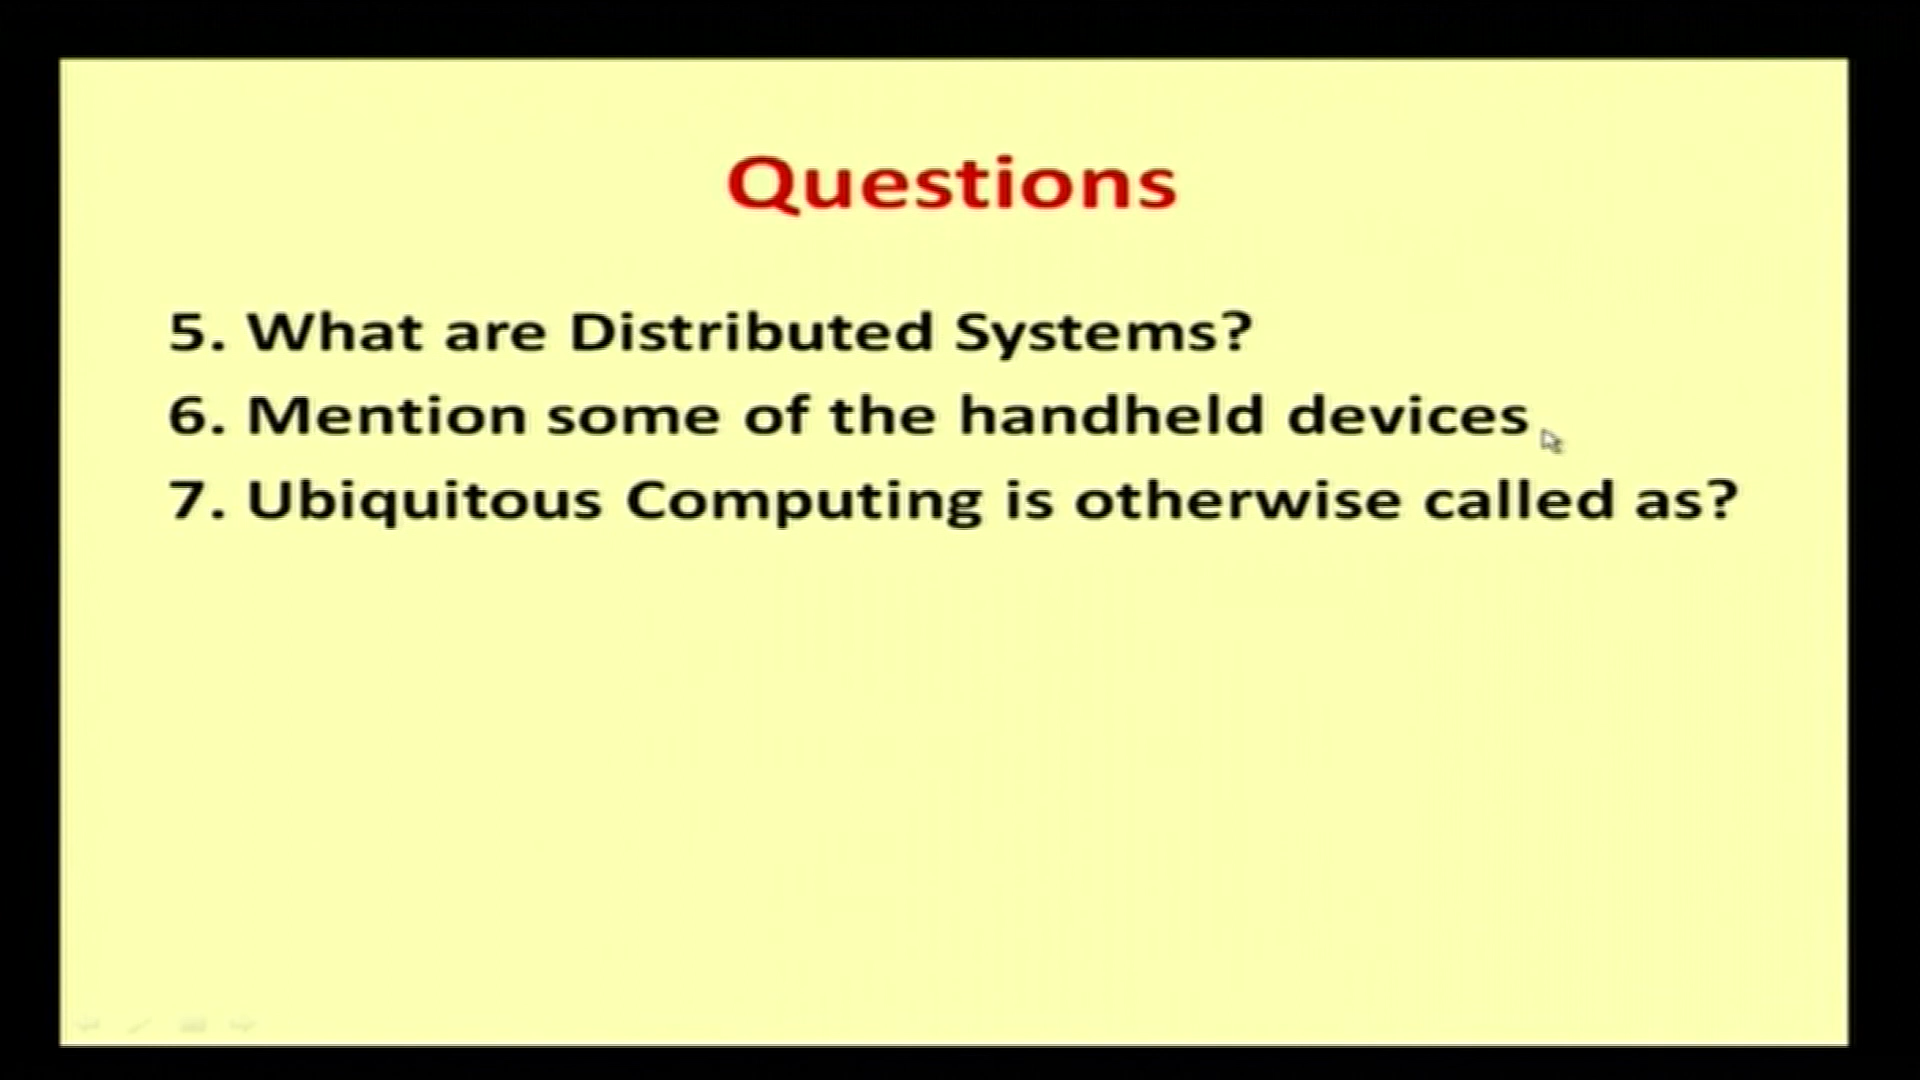 Questions
5. What are Distributed Systems?
6. Mention some of the handheld devices
7. Ubiquitous Computing is otherwise called as?